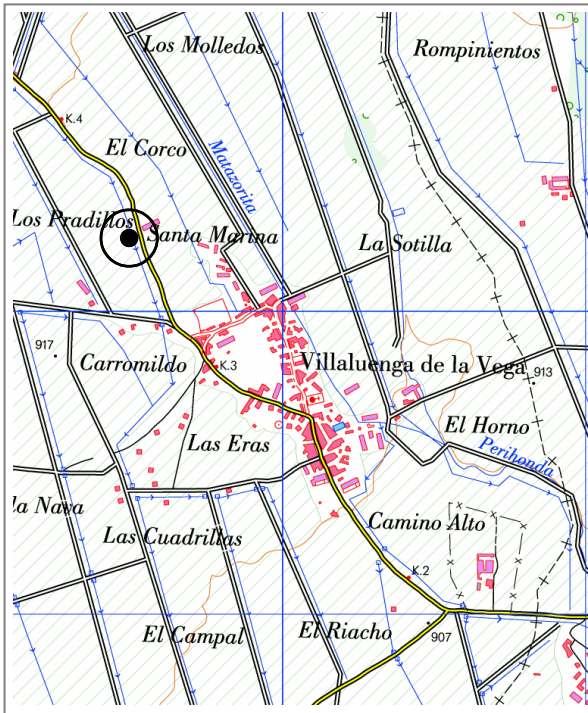 Los Molledos
Rompinientos
K.4
El Corco
Matazorita
Los Pradillos
Santa Marina
La Sotilla
917
Carromildo
K.3
Villaluenga de la Vega
913
El Horno
Las Eras
Perihonda
la Nava
Camino Alto
Las Cuadrillas
K.2
El Campal
El Riacho
907